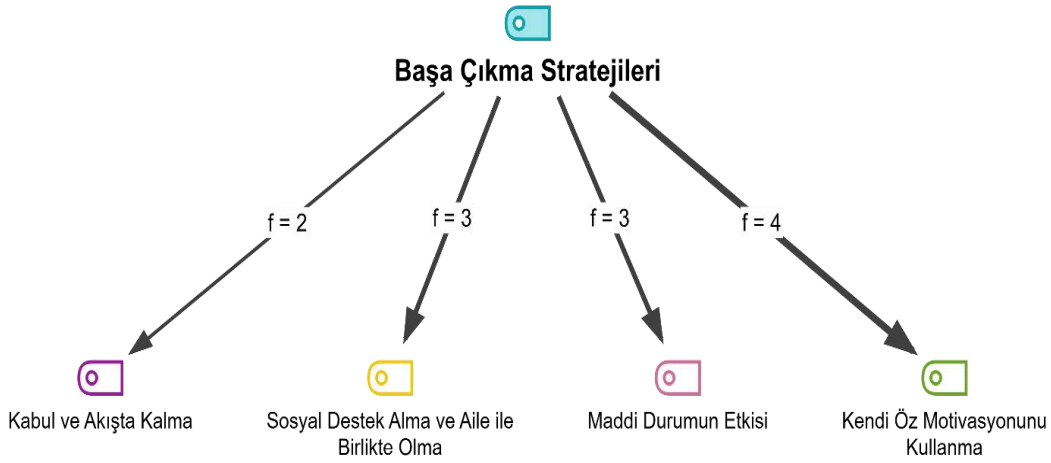 Başa Çıkma Stratejileri
f = 2
f = 3
f = 3
f = 4
Kabul ve Akışta Kalma
Sosyal Destek Alma ve Aile ile
Birlikte Olma
Maddi Durumun Etkisi
Kendi Öz Motivasyonunu
Kullanma